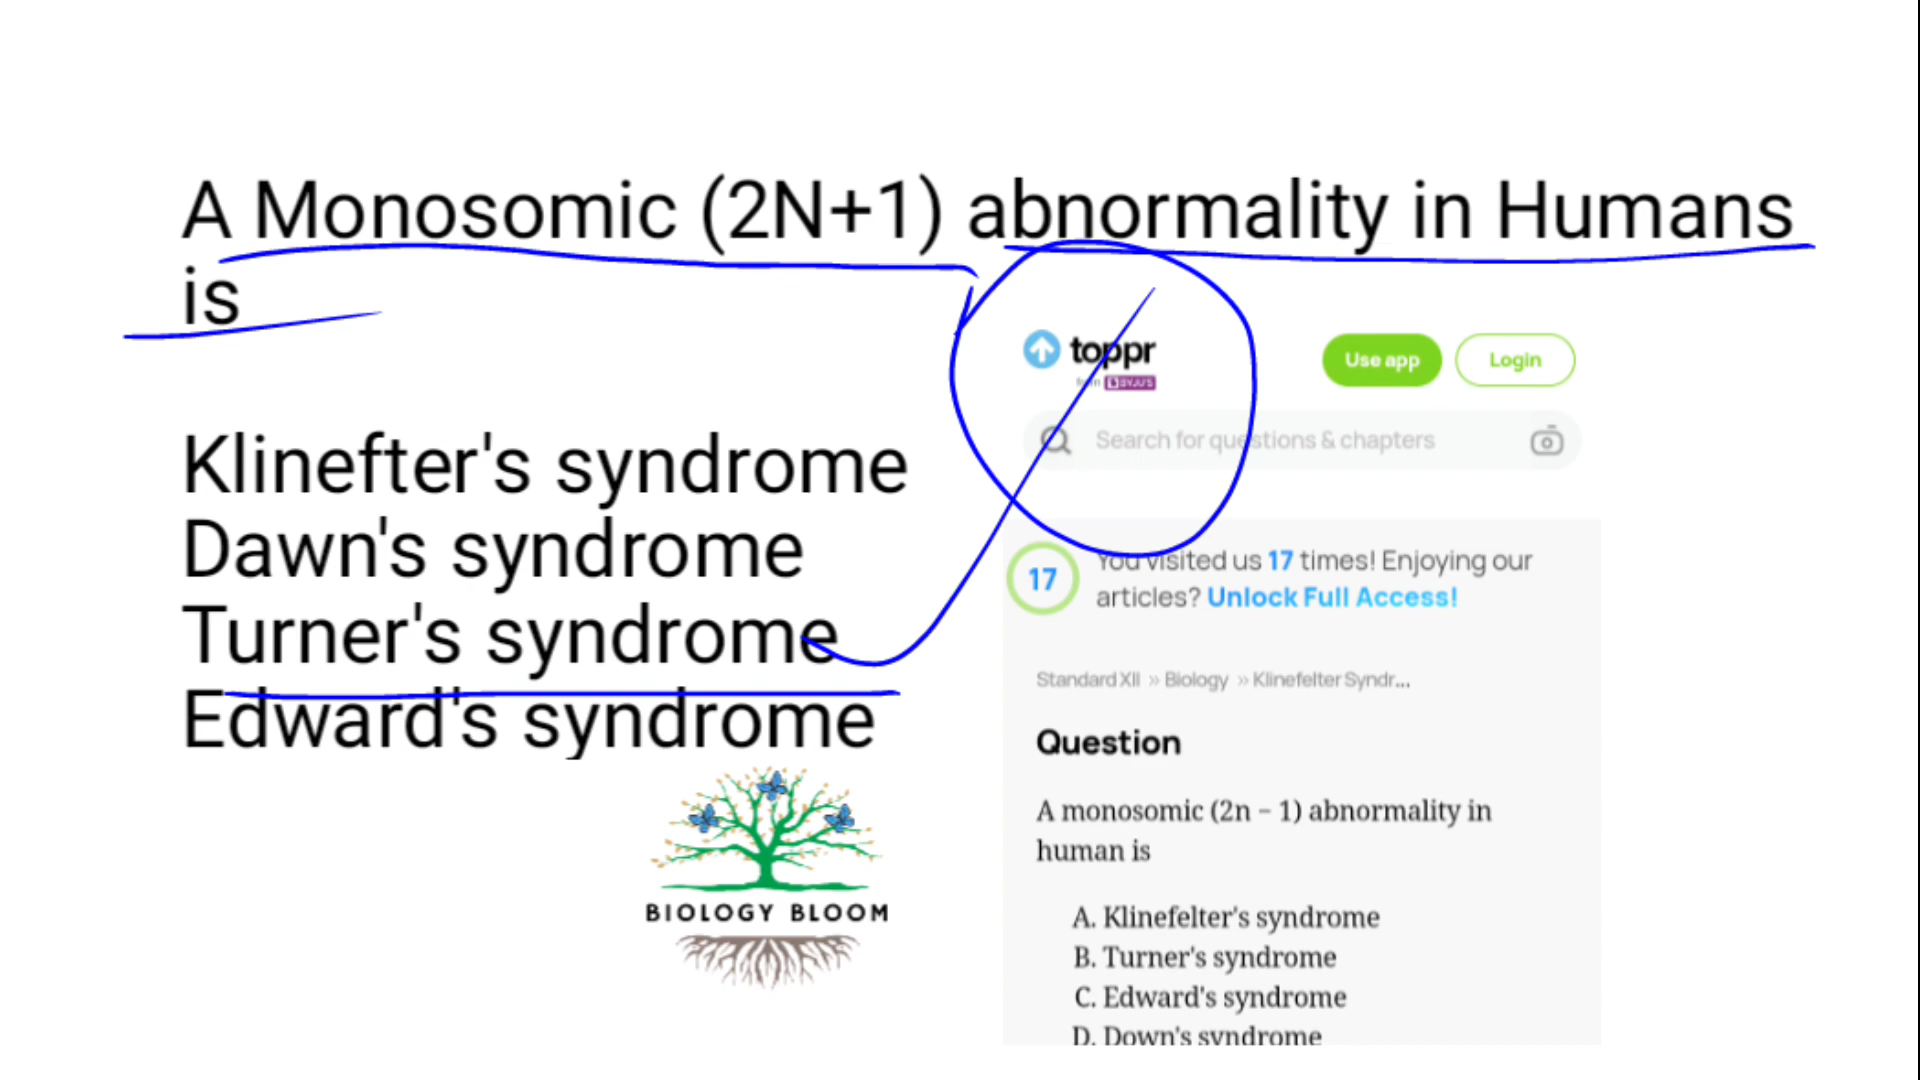 A Monosomic (2N+1) abnormality in Humans
is
Klinefter's syndrome
Dawn's syndrome
Turner's syndrome
Edward's syndrome
BIOLOGY BLOOM
toppr
from BYJU'S
Use app
Login
Search for questions & chapters
17
You visited us 17 times! Enjoying our
articles? Unlock Full Access!
Standard XII » Biology » Klinefelter Syndr...
Question
A monosomic (2n − 1) abnormality in
human is
A. Klinefelter's syndrome
B. Turner's syndrome
C. Edward's syndrome
D. Down's syndrome